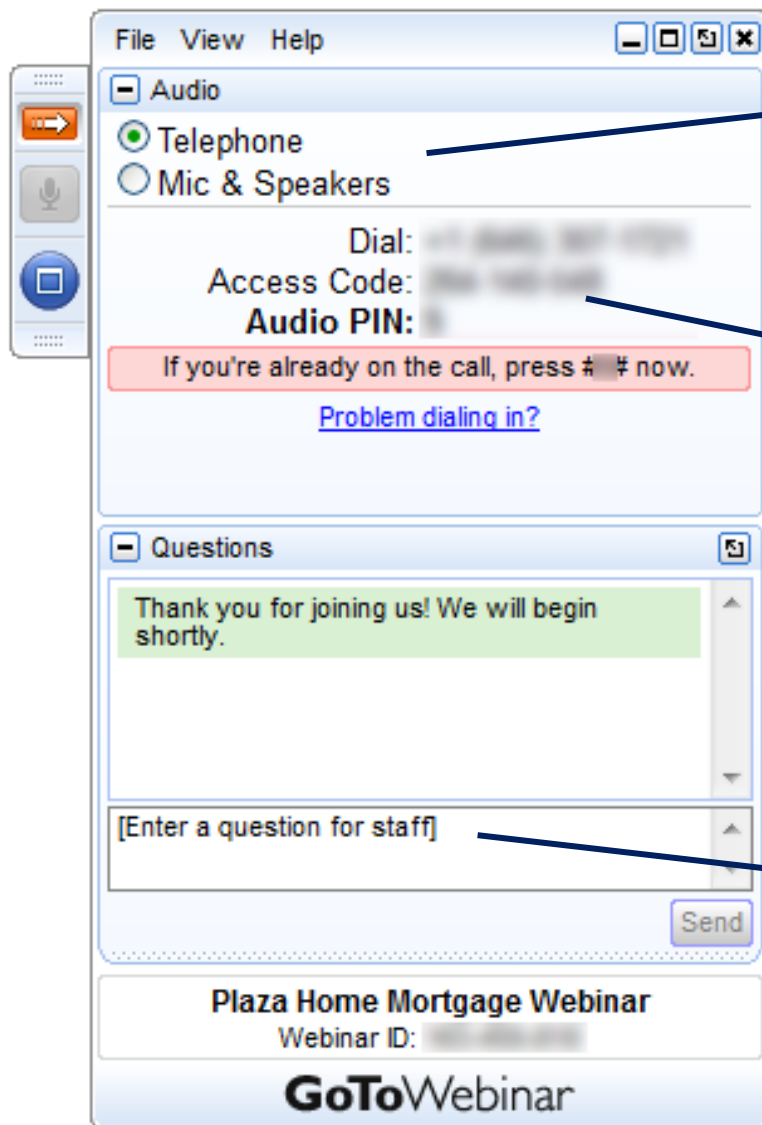 File View Help
Audio
Telephone
Mic & Speakers
Dial:
Access Code:
Audio PIN:
If you're already on the call, press # # now.
Problem dialing in?
Questions
Thank you for joining us! We will begin
shortly.
[Enter a question for staff]
Send
Plaza Home Mortgage Webinar
Webinar ID:
GoToWebinar